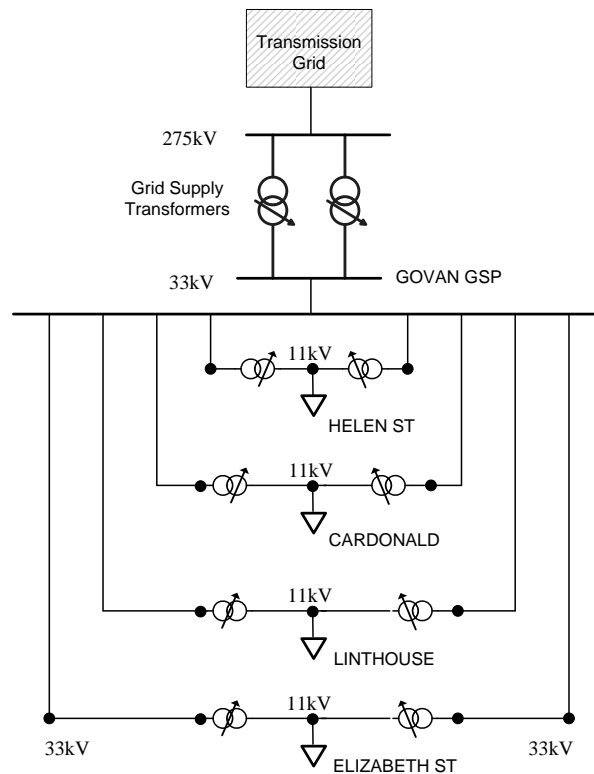 Transmission
Grid
275kV
Grid Supply
Transformers
33kV
GOVAN GSP
11kV
HELEN ST
11kV
CARDONALD
11kV
LINTHOUSE
11kV
33kV
33kV
ELIZABETH ST